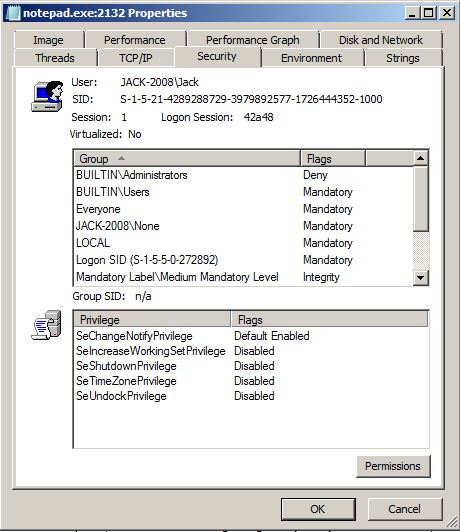 notepad.exe:2132 Properties
Image Performance Performance Graph Disk and Network
Threads TCP/IP Security Environment Strings
User: JACK-2008\Jack
SID: S-1-5-21-4289288729-3979892577-1726444352-1000
Session: 1 Logon Session: 42a48
Virtualized: No
Group Flags
BUILTIN\Administrators Deny
BUILTIN\Users Mandatory
Everyone Mandatory
JACK-2008\None Mandatory
LOCAL Mandatory
Logon SID (S-1-5-5-0-272892) Mandatory
Mandatory Label\Medium Mandatory Level Integrity
Group SID: n/a
Privilege Flags
SeChangeNotifyPrivilege Default Enabled
SeIncreaseWorkingSetPrivilege Disabled
SeShutdownPrivilege Disabled
SeTimeZonePrivilege Disabled
SeUndockPrivilege Disabled
Permissions
OK Cancel